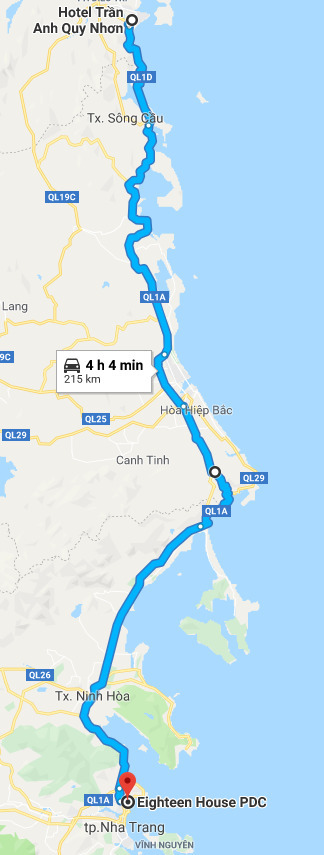 Hotel Trần
Anh Quy Nhơn
QL1D
Tx. Sông Cầu
QL19C
QL1A
Lang
9C
4 h 4 min
215 km
Hòa Hiệp Bắc
QL25
QL29
Canh Tinh
QL29
QL1A
QL26
Tx. Ninh Hòa
QL1A
Eighteen House PDC
tp.Nha Trang
VĨNH NGUYÊN